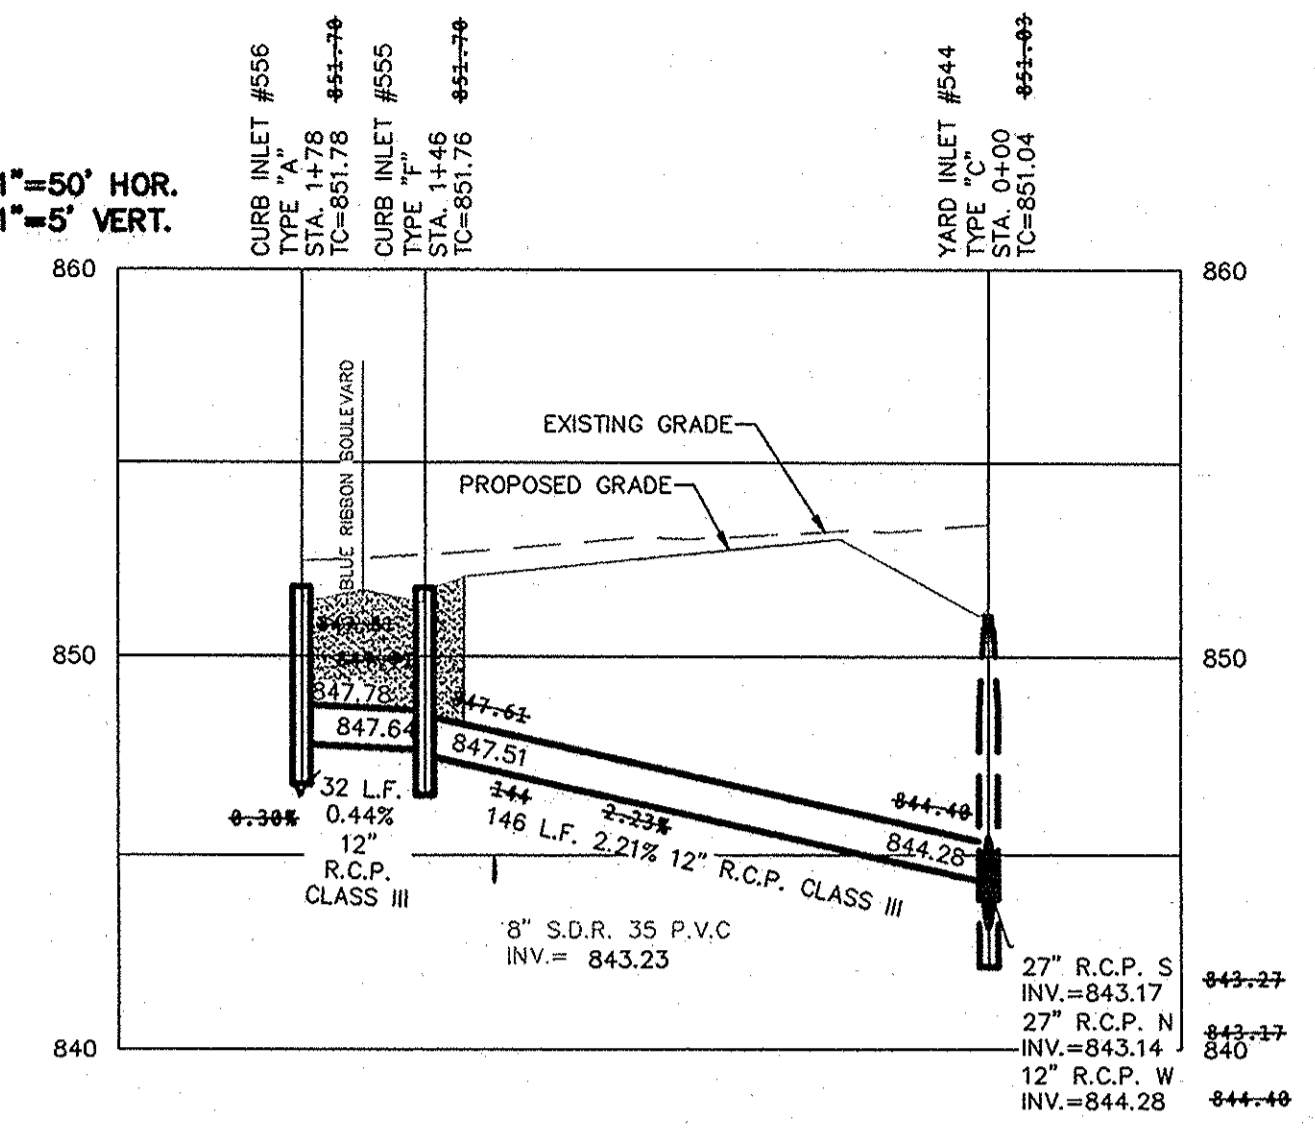 1"=50' HOR.
1"=5' VERT.
CURB INLET #556
TYPE "A"
STA. 1+78
TC=851.78 851.70
CURB INLET #555
TYPE "F"
STA. 1+46
TC=851.76 851.70
YARD INLET #544
TYPE "C"
STA. 0+00
TC=851.04 851.03
860
860
BLUE RIBBON BOULEVARD
EXISTING GRADE
PROPOSED GRADE
850
850
847.78
847.61
847.64
847.51
32 L.F.
0.30% 0.44%
12"
R.C.P.
CLASS III
144 2.23%
146 L.F. 2.21% 12" R.C.P. CLASS III
844.40
844.28
8" S.D.R. 35 P.V.C
INV.= 843.23
27" R.C.P. S
INV.=843.17 843.27
27" R.C.P. N
INV.=843.14 843.17
12" R.C.P. W
INV.=844.28 844.40
840
840